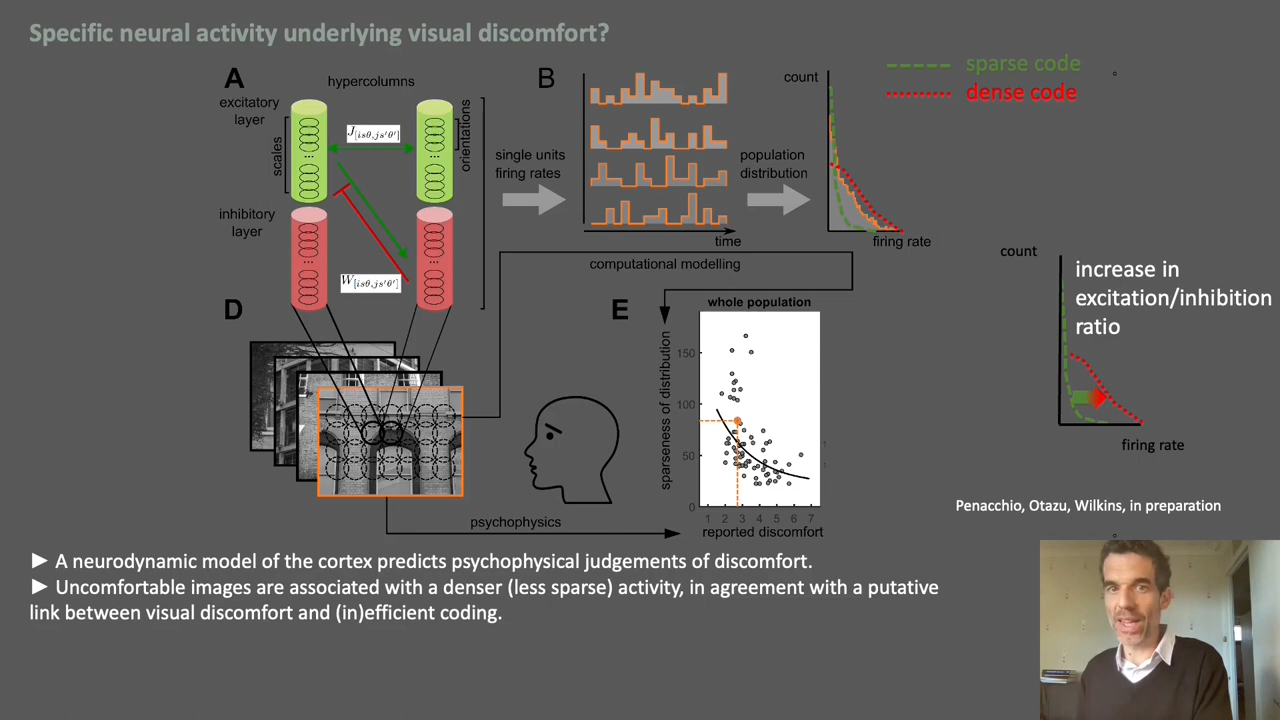 Specific neural activity underlying visual discomfort?
A
hypercolumns
excitatory
layer
scales
J[isθ,js'θ']
orientations
inhibitory
layer
W[isθ,js'θ']
B
single units
firing rates
time
population
distribution
count
firing rate
sparse code
dense code
computational modelling
D
E
whole population
sparseness of distribution
150
100
50
0
1 2 3 4 5 6 7
reported discomfort
psychophysics
count
increase in
excitation/inhibition
ratio
firing rate
Penacchio, Otazu, Wilkins, in preparation
► A neurodynamic model of the cortex predicts psychophysical judgements of discomfort.
► Uncomfortable images are associated with a denser (less sparse) activity, in agreement with a putative
link between visual discomfort and (in)efficient coding.